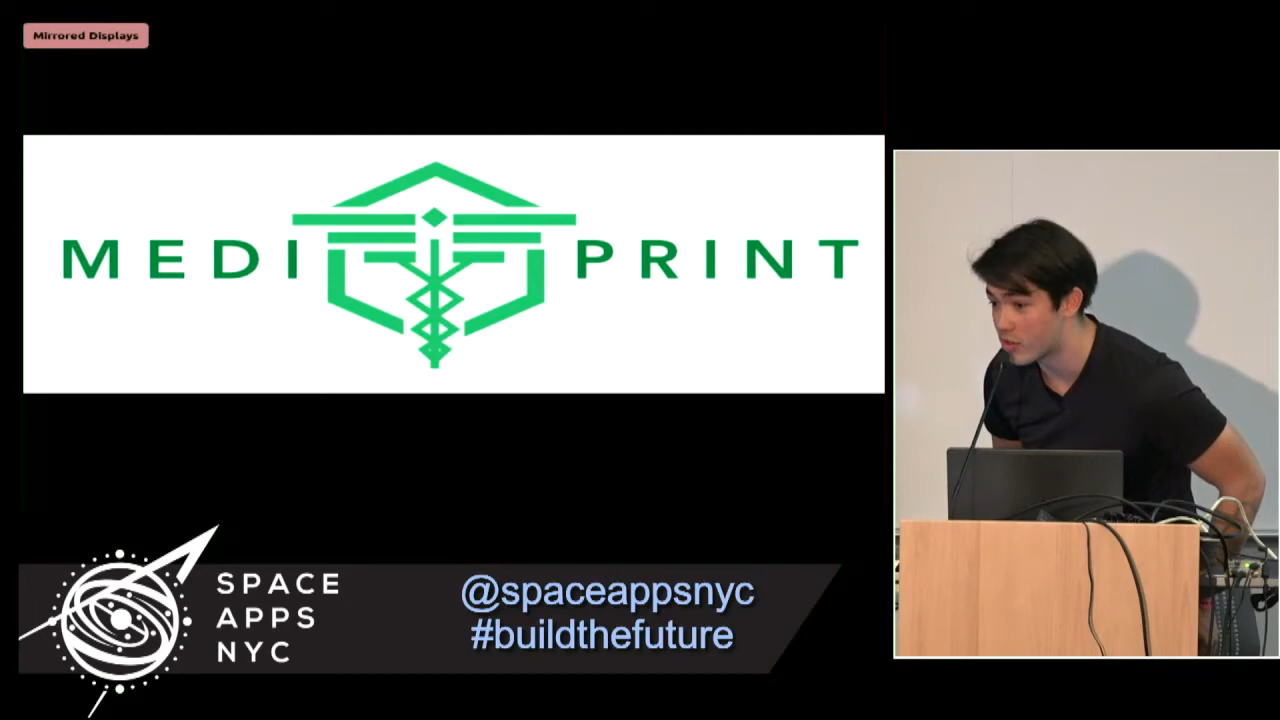 Mirrored Displays
MEDI PRINT
SPACE
APPS
NYC
@spaceappsnyc
#buildthefuture